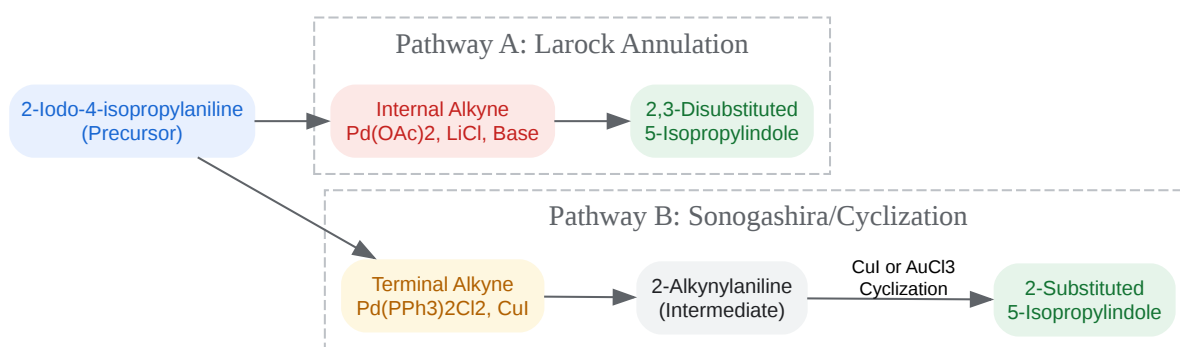 Pathway A: Larock Annulation
2-Iodo-4-isopropylaniline
(Precursor)
Internal Alkyne
Pd(OAc)2, LiCl, Base
2,3-Disubstituted
5-Isopropylindole
Pathway B: Sonogashira/Cyclization
Terminal Alkyne
Pd(PPh3)2Cl2, CuI
2-Alkynylaniline
(Intermediate)
CuI or AuCl3
Cyclization
2-Substituted
5-Isopropylindole